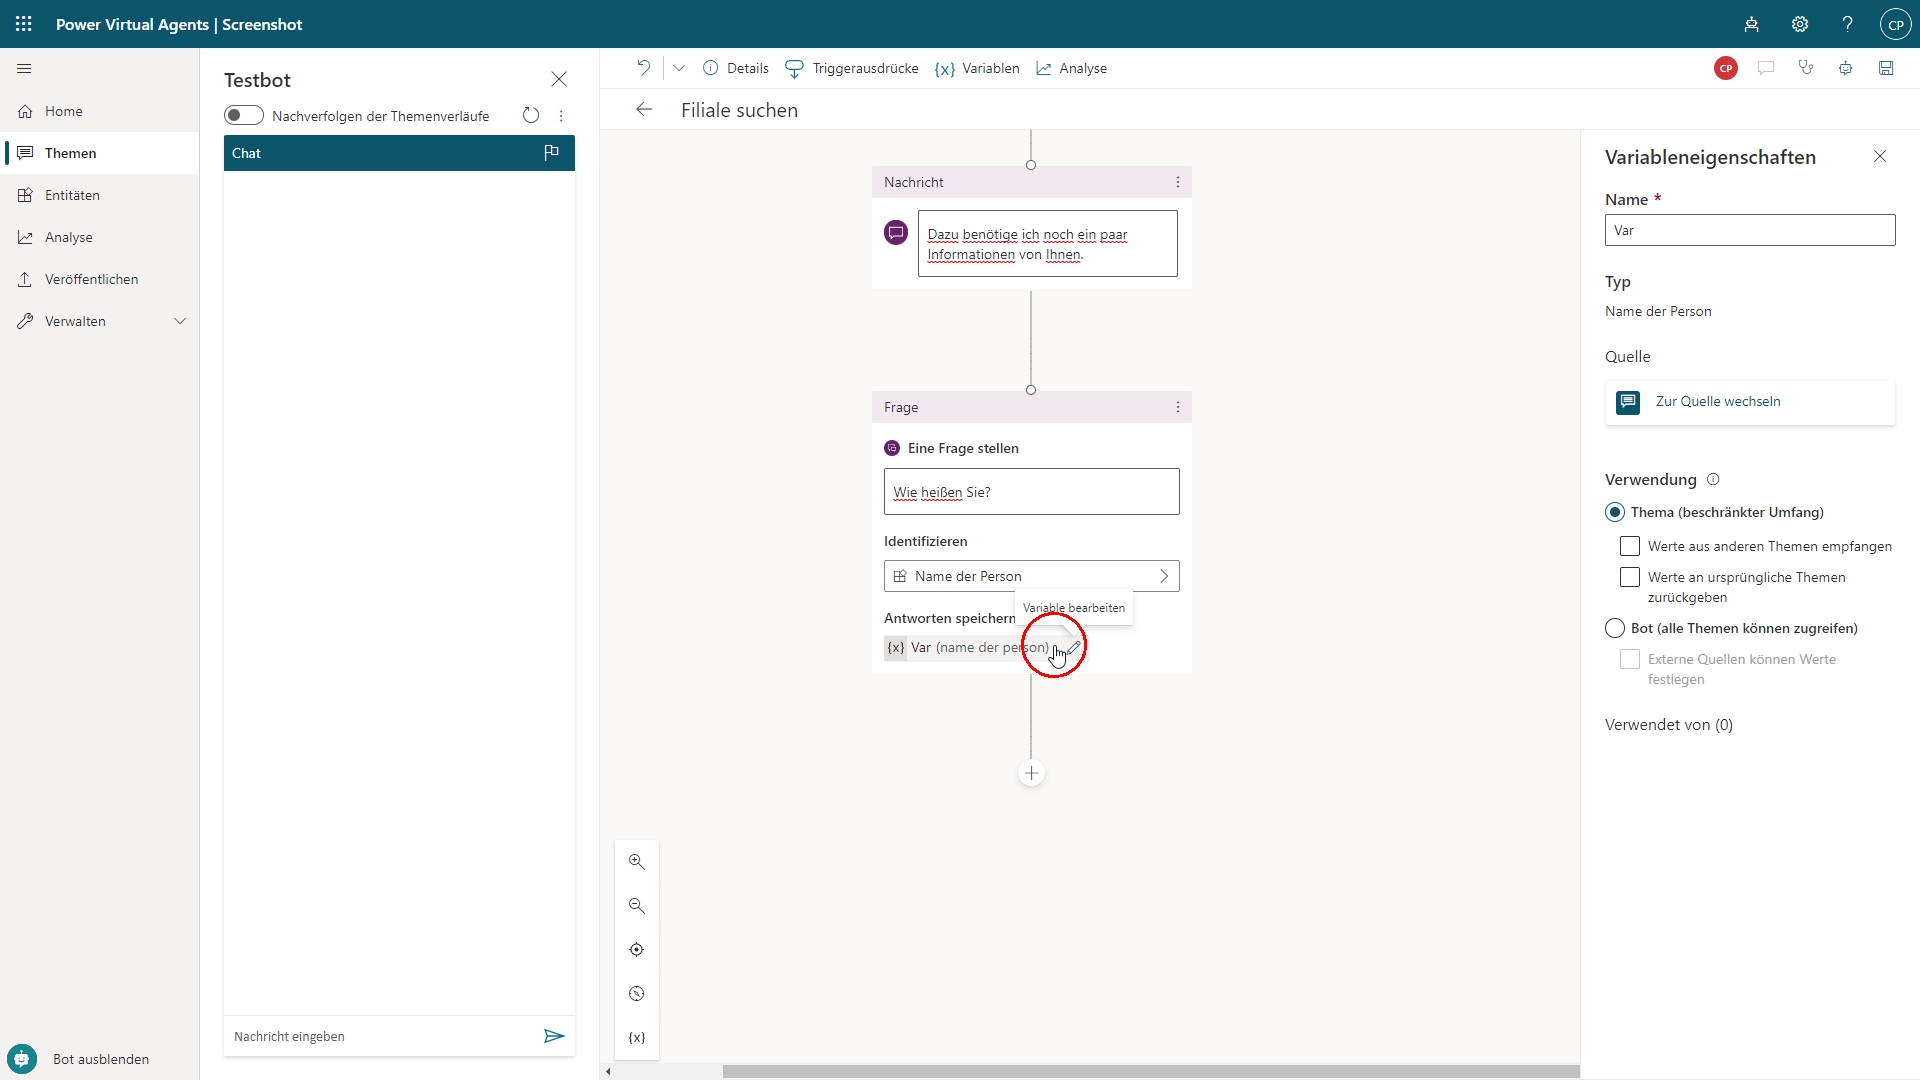 Power Virtual Agents | Screenshot
CP
Home
Themen
Entitäten
Analyse
Veröffentlichen
Verwalten
Bot ausblenden
Testbot
Nachverfolgen der Themenverläufe
Chat
Nachricht eingeben
Details
Triggerausdrücke
{x} Variablen
Analyse
CP
Filiale suchen
Nachricht
Dazu benötige ich noch ein paar
Informationen von Ihnen.
Frage
Eine Frage stellen
Wie heißen Sie?
Identifizieren
Name der Person
Variable bearbeiten
Antworten speichern
{x} Var (name der person)
{x}
Variableneigenschaften
Name *
Var
Typ
Name der Person
Quelle
Zur Quelle wechseln
Verwendung
Thema (beschränkter Umfang)
Werte aus anderen Themen empfangen
Werte an ursprüngliche Themen
zurückgeben
Bot (alle Themen können zugreifen)
Externe Quellen können Werte
festlegen
Verwendet von (0)